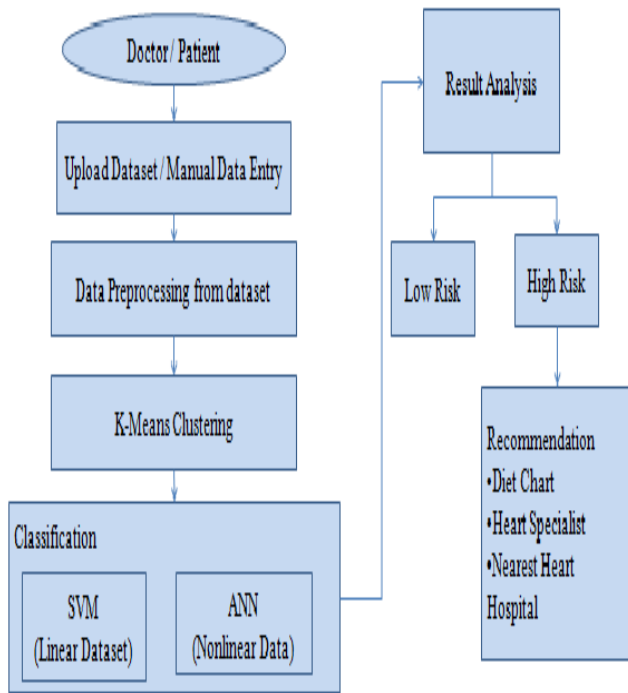 Doctor / Patient
Upload Dataset / Manual Data Entry
Data Preprocessing from dataset
K-Means Clustering
Classification
SVM
(Linear Dataset)
ANN
(Nonlinear Data)
Result Analysis
Low Risk
High Risk
Recommendation
•Diet Chart
•Heart Specialist
•Nearest Heart
Hospital